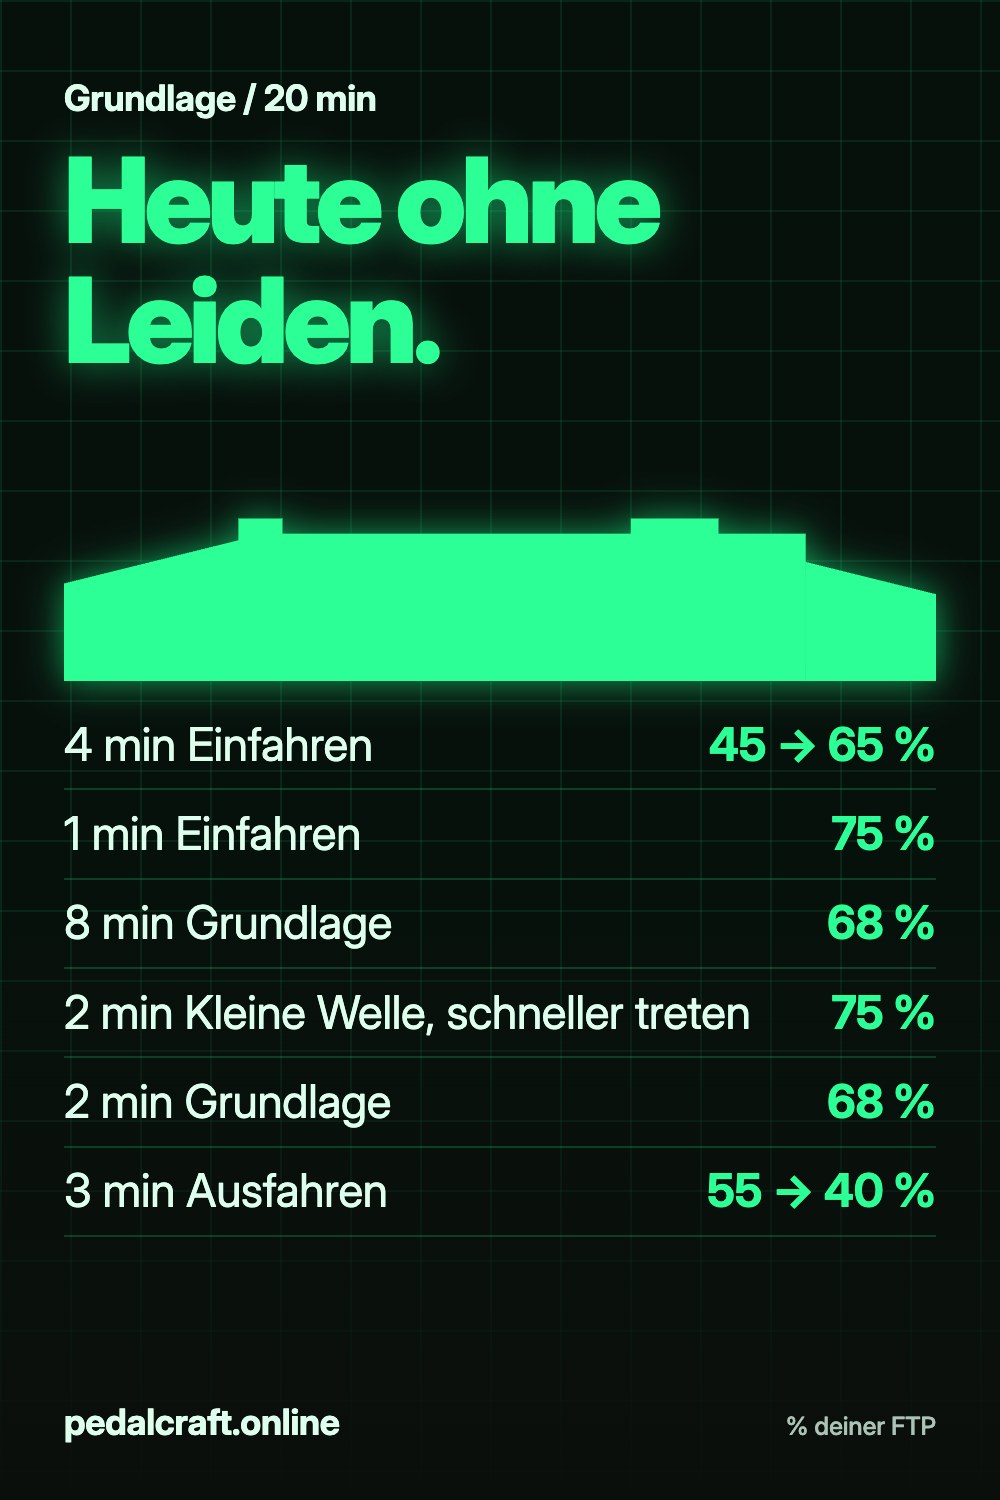 Grundlage / 20 min
Heute ohne
Leiden.
4 min Einfahren 45 → 65 %
1 min Einfahren 75 %
8 min Grundlage 68 %
2 min Kleine Welle, schneller treten 75 %
2 min Grundlage 68 %
3 min Ausfahren 55 → 40 %
pedalcraft.online % deiner FTP